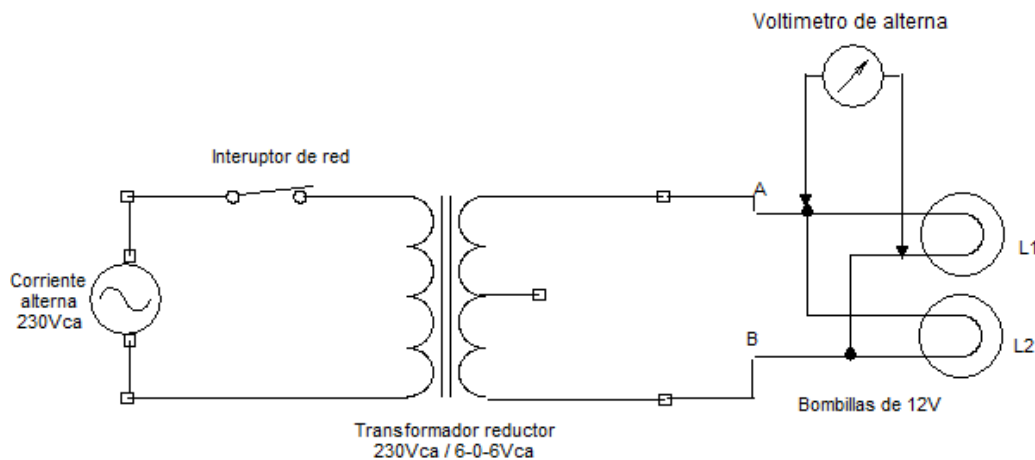 Voltimetro de alterna
Interuptor de red
A
L1
Corriente
alterna
230Vca
B
L2
Bombillas de 12V
Transformador reductor
230Vca / 6-0-6Vca